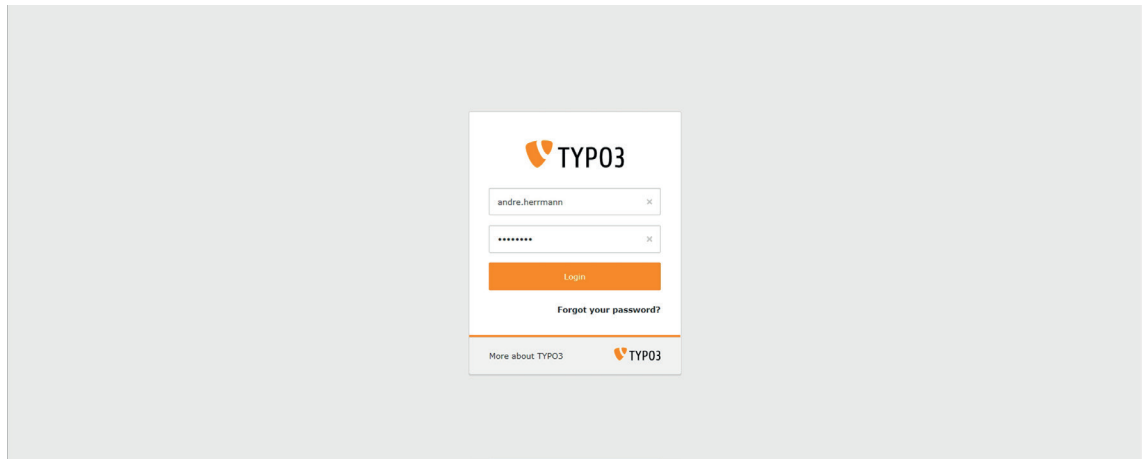 TYPO3
andre.herrmann
••••••••
Login
Forgot your password?
More about TYPO3 TYPO3